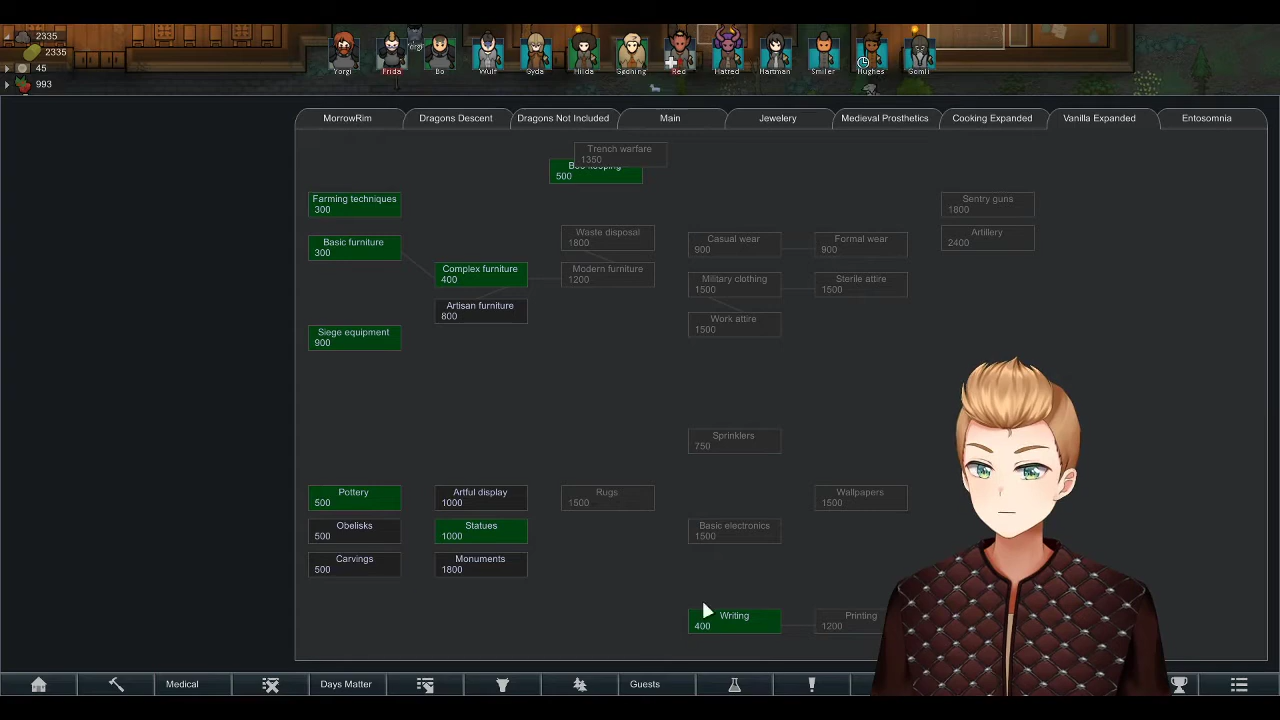 2335
2335
45
993
Yorgi
Yorgi Frida Bo Wulf Gyda Hilda Gedhing Red Hatred Hartman Smiler Hughes Gomli
MorrowRim Dragons Descent Dragons Not Included Main Jewelery Medieval Prosthetics Cooking Expanded Vanilla Expanded Entosomnia
Trench warfare
1350
500
Farming techniques
300
Sentry guns
1800
Basic furniture
300
Waste disposal
1800
Casual wear
900
Formal wear
900
Artillery
2400
Complex furniture
400
Modern furniture
1200
Military clothing
1500
Sterile attire
1500
Artisan furniture
800
Work attire
1500
Siege equipment
900
Sprinklers
750
Pottery
500
Artful display
1000
Rugs
1500
Wallpapers
1500
Obelisks
500
Statues
1000
Basic electronics
1500
Carvings
500
Monuments
1800
Writing
400
Printing
1200
Medical Days Matter Guests